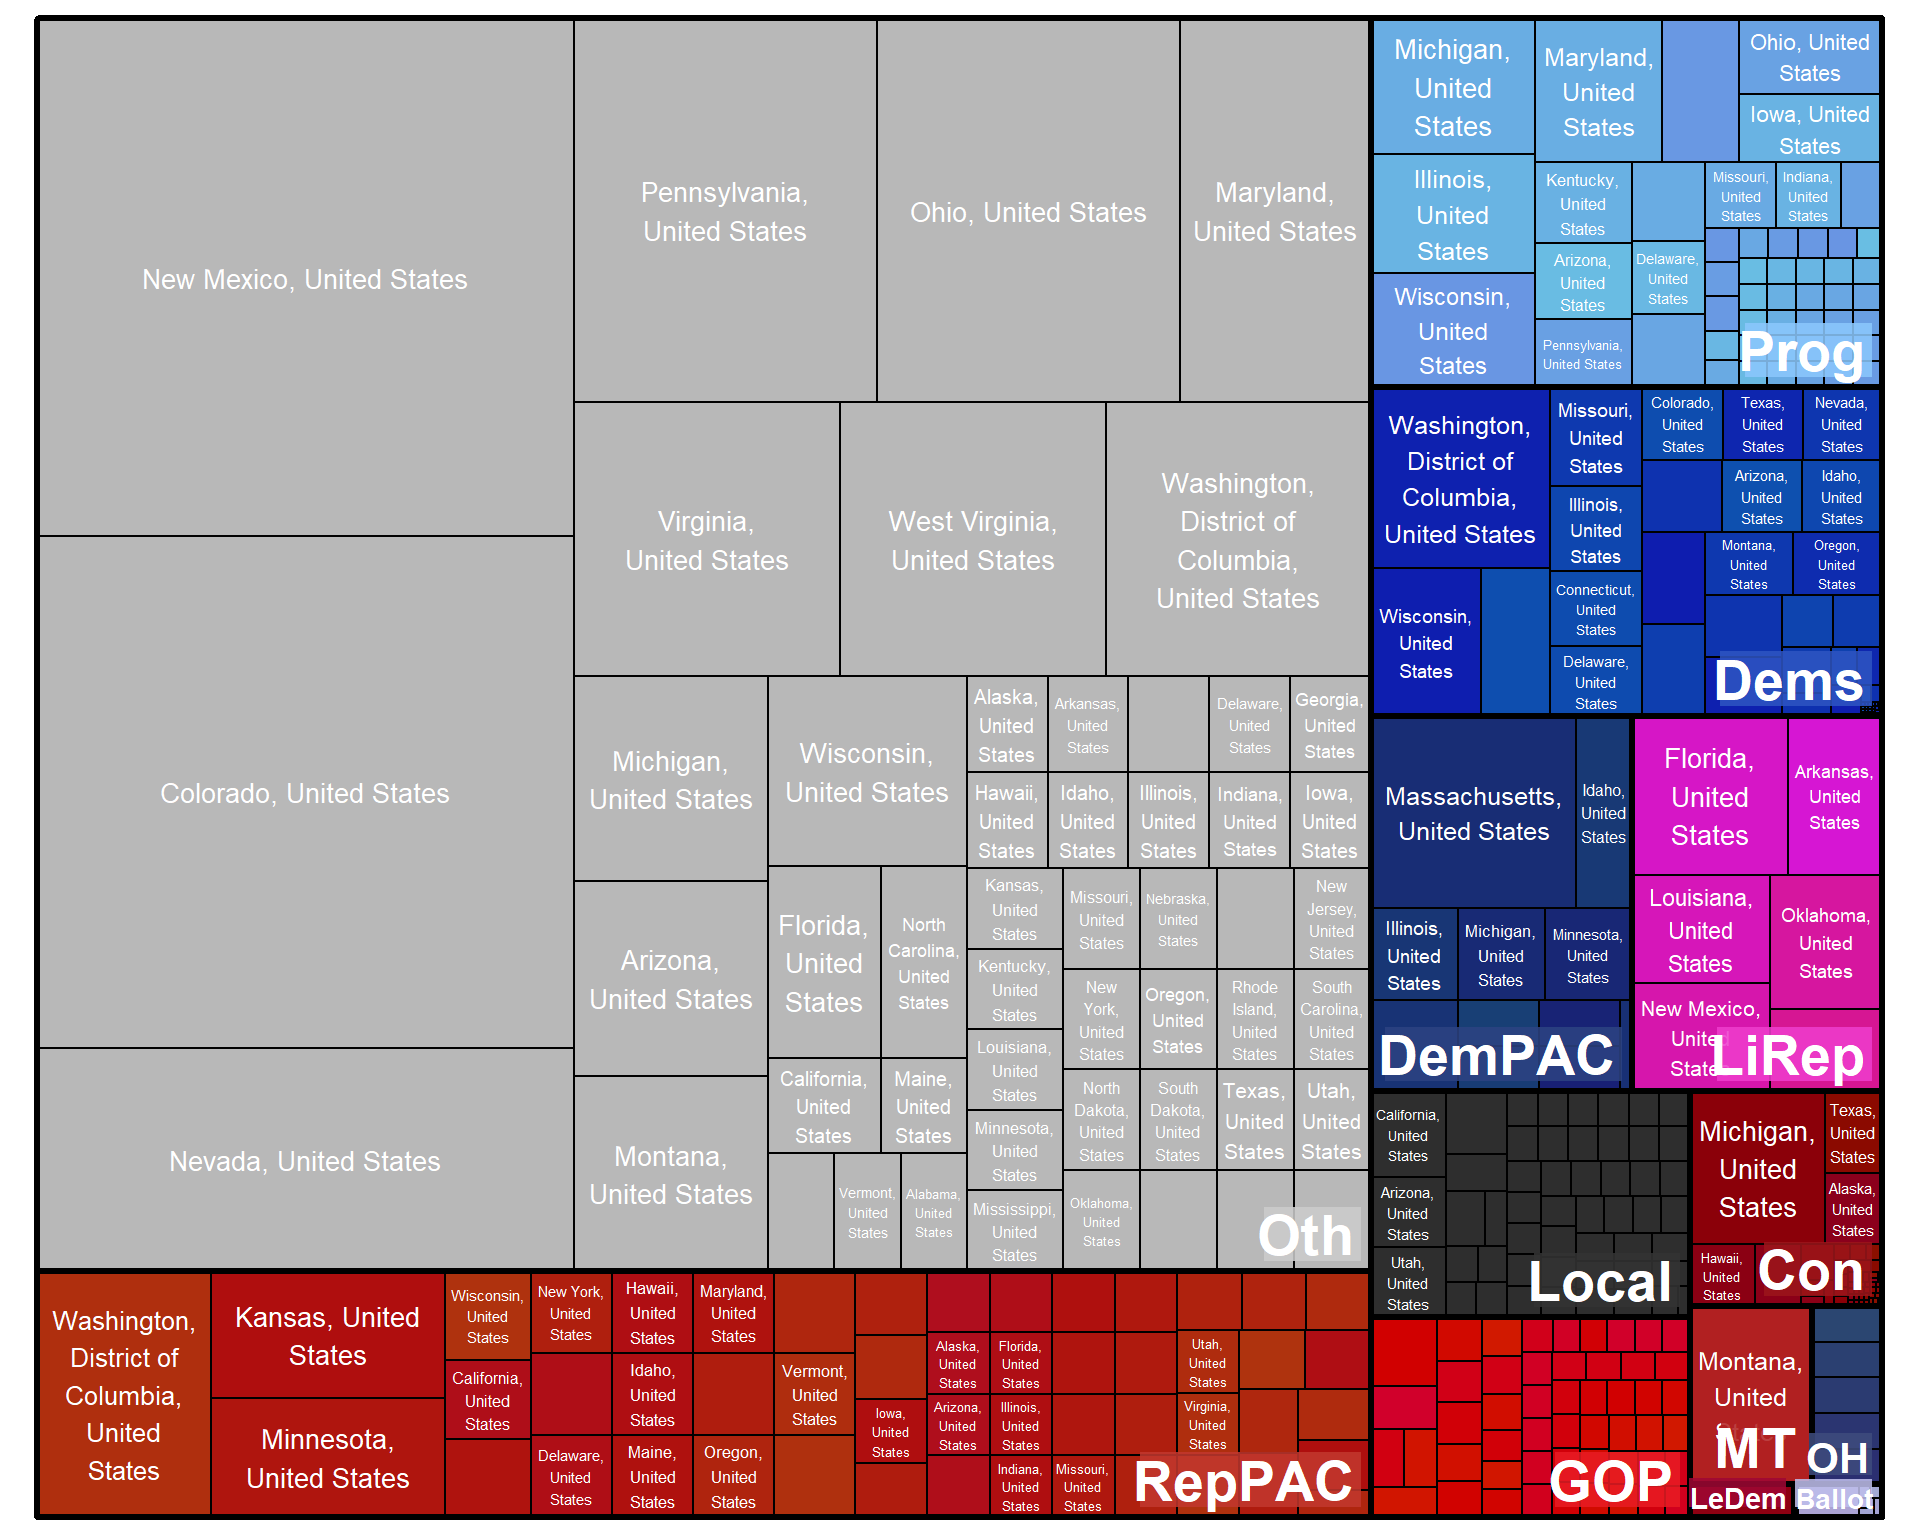 New Mexico, United States
Colorado, United States
Nevada, United States
Pennsylvania,
United States
Ohio, United States
Maryland,
United States
Virginia,
United States
West Virginia,
United States
Washington,
District of
Columbia,
United States
Michigan,
United States
Arizona,
United States
Montana,
United States
Wisconsin,
United States
Florida,
United
States
North
Carolina,
United
States
California,
United
States
Maine,
United
States
Vermont,
United
States
Alabama,
United
States
Alaska,
United
States
Arkansas,
United
States
Delaware,
United
States
Georgia,
United
States
Hawaii,
United
States
Idaho,
United
States
Illinois,
United
States
Indiana,
United
States
Iowa,
United
States
Kansas,
United
States
Kentucky,
United
States
Louisiana,
United
States
Minnesota,
United
States
Mississippi,
United
States
Missouri,
United
States
Nebraska,
United
States
New
Jersey,
United
States
New
York,
United
States
Oregon,
United
States
Rhode
Island,
United
States
South
Carolina,
United
States
North
Dakota,
United
States
South
Dakota,
United
States
Texas,
United
States
Utah,
United
States
Oklahoma,
United
States
Oth
Washington,
District of
Columbia,
United
States
Kansas, United
States
Minnesota,
United States
Wisconsin,
United
States
California,
United
States
New York,
United
States
Delaware,
United
States
Hawaii,
United
States
Idaho,
United
States
Maine,
United
States
Maryland,
United
States
Oregon,
United
States
Vermont,
United
States
Iowa,
United
States
Alaska,
United
States
Arizona,
United
States
Florida,
United
States
Illinois,
United
States
Indiana,
United
States
Missouri,
United
States
Utah,
United
States
Virginia,
United
States
RepPAC
Michigan,
United
States
Illinois,
United
States
Wisconsin,
United
States
Maryland,
United
States
Ohio, United
States
Iowa, United
States
Kentucky,
United
States
Arizona,
United
States
Pennsylvania,
United States
Delaware,
United
States
Missouri,
United
States
Indiana,
United
States
Prog
Washington,
District of
Columbia,
United States
Wisconsin,
United
States
Missouri,
United
States
Illinois,
United
States
Connecticut,
United
States
Delaware,
United
States
Colorado,
United
States
Texas,
United
States
Nevada,
United
States
Arizona,
United
States
Idaho,
United
States
Montana,
United
States
Oregon,
United
States
Dems
Massachusetts,
United States
Idaho,
United
States
Illinois,
United
States
Michigan,
United
States
Minnesota,
United
States
DemPAC
Florida,
United
States
Arkansas,
United
States
Louisiana,
United
States
Oklahoma,
United
States
New Mexico,
United
States
LiRep
California,
United
States
Arizona,
United
States
Utah,
United
States
Local
Michigan,
United
States
Texas,
United
States
Alaska,
United
States
Hawaii,
United
States
Con
GOP
Montana,
United
States
MT
OH
LeDem
Ballot